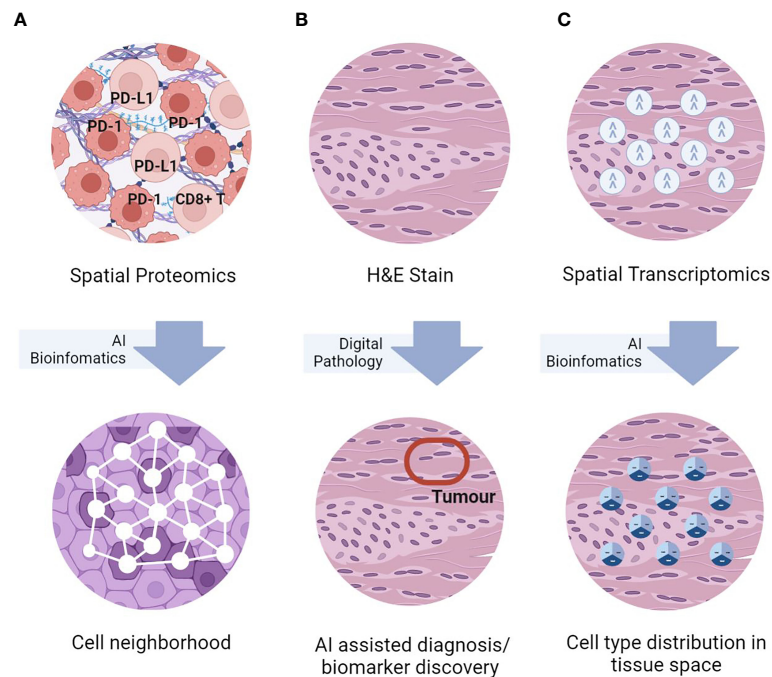 A
B
C
PD-L1
PD-1
PD-1
PD-L1
PD-1
CD8+ T
Spatial Proteomics
H&E Stain
Spatial Transcriptomics
AI
Bioinfomatics
Digital
Pathology
AI
Bioinfomatics
Tumour
Cell neighborhood
AI assisted diagnosis/
biomarker discovery
Cell type distribution in
tissue space